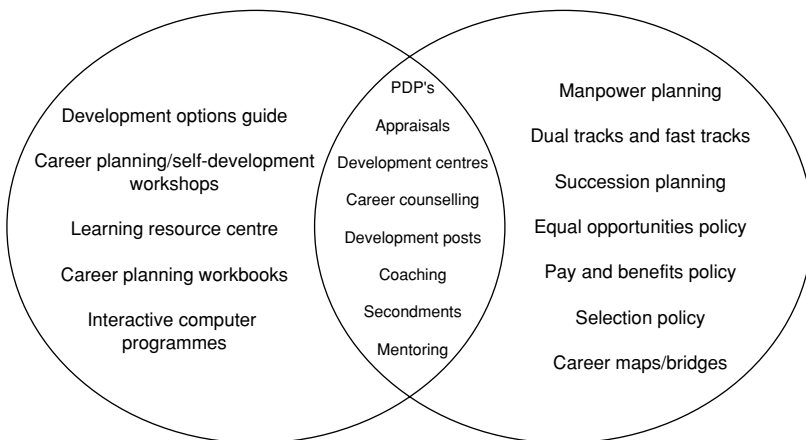 Development options guide
Career planning/self-development
workshops
Learning resource centre
Career planning workbooks
Interactive computer
programmes
PDP's
Appraisals
Development centres
Career counselling
Development posts
Coaching
Secondments
Mentoring
Manpower planning
Dual tracks and fast tracks
Succession planning
Equal opportunities policy
Pay and benefits policy
Selection policy
Career maps/bridges